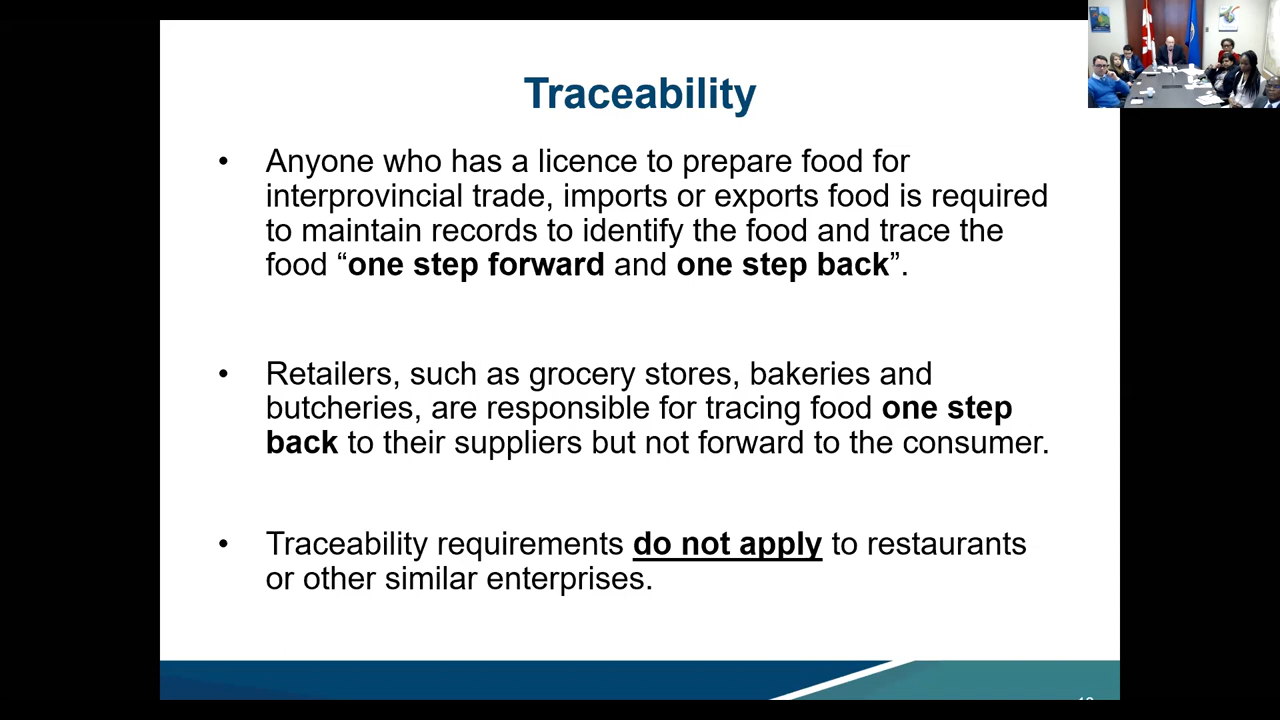 Traceability
• Anyone who has a licence to prepare food for
interprovincial trade, imports or exports food is required
to maintain records to identify the food and trace the
food “one step forward and one step back”.
• Retailers, such as grocery stores, bakeries and
butcheries, are responsible for tracing food one step
back to their suppliers but not forward to the consumer.
• Traceability requirements do not apply to restaurants
or other similar enterprises.